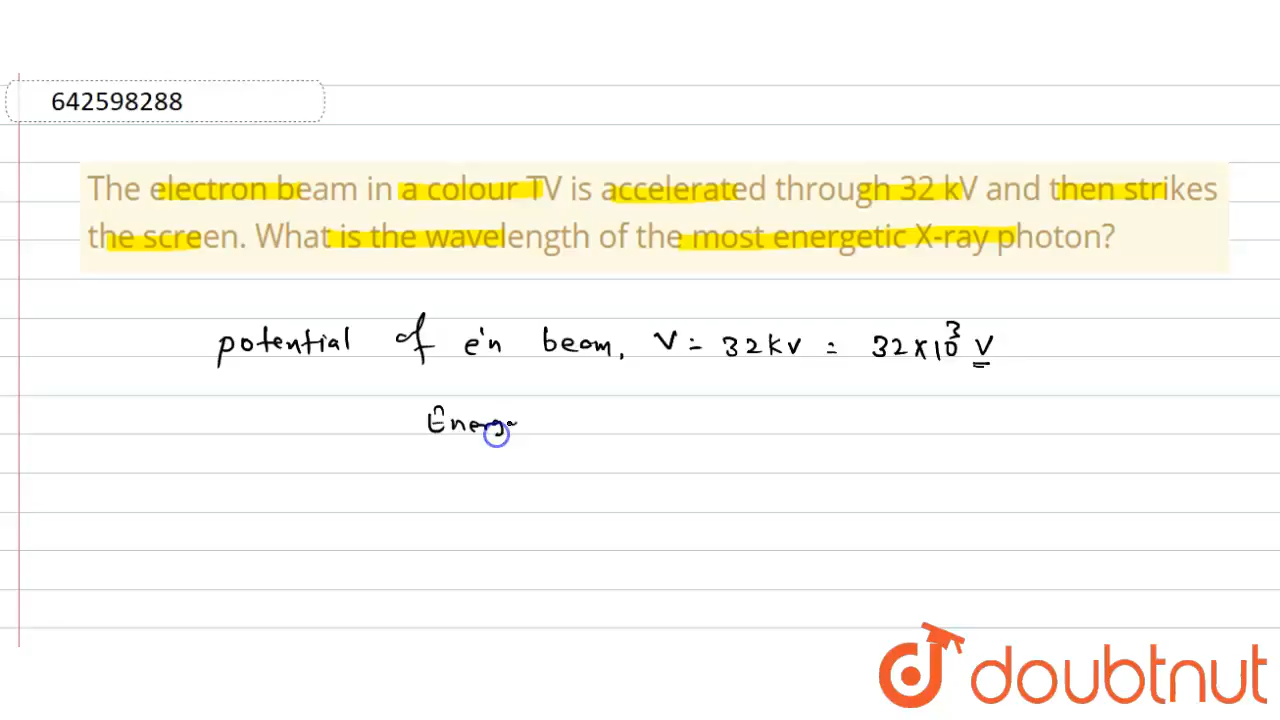 642598288
The electron beam in a colour TV is accelerated through 32 kV and then strikes
the screen. What is the wavelength of the most energetic X-ray photon?
potential of e'n beam, V = 32kV = 32×10³ V
Energ
doubtnut